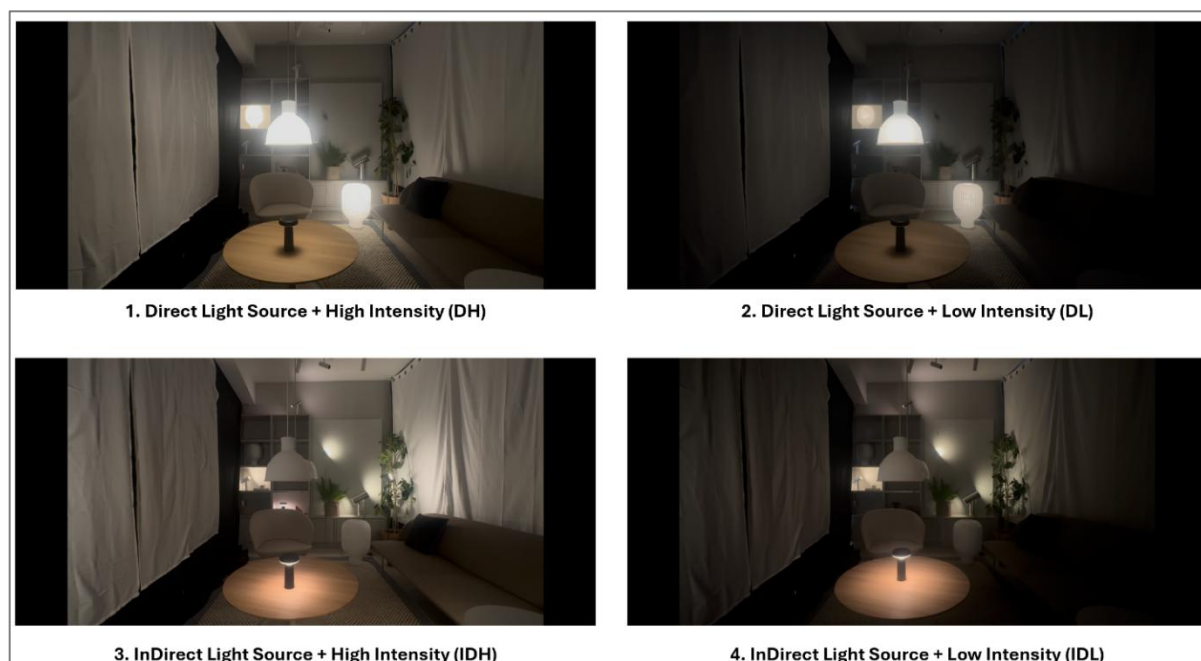 1. Direct Light Source + High Intensity (DH)
2. Direct Light Source + Low Intensity (DL)
3. InDirect Light Source + High Intensity (IDH)
4. InDirect Light Source + Low Intensity (IDL)